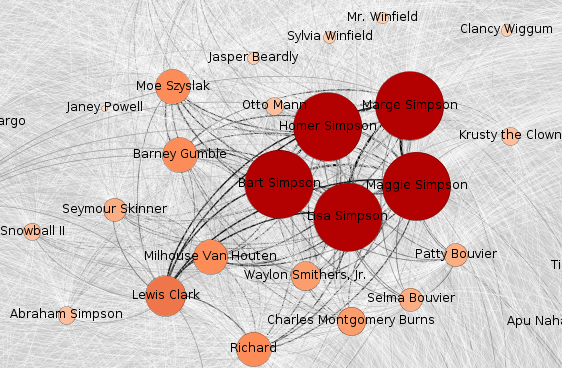 Mr. Winfield
Clancy Wiggum
Sylvia Winfield
Jasper Beardly
Moe Szyslak
Janey Powell
Otto Mann
Marge Simpson
argo
Homer Simpson
Krusty the Clown
Barney Gumble
Bart Simpson
Maggie Simpson
Seymour Skinner
Lisa Simpson
Snowball II
Milhouse Van Houten
Patty Bouvier
Ti
Waylon Smithers, Jr.
Lewis Clark
Selma Bouvier
Abraham Simpson
Charles Montgomery Burns
Apu Naha
Richard